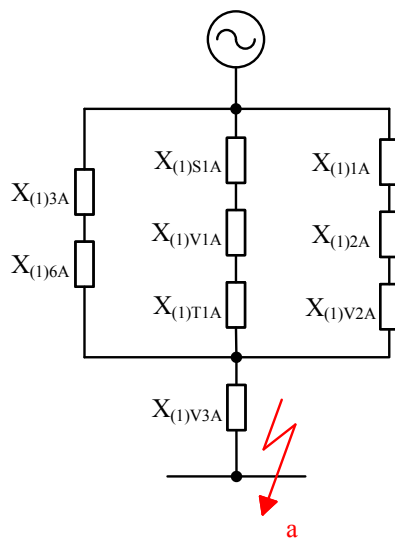 X(1)S1A
X(1)1A
X(1)3A
X(1)V1A
X(1)2A
X(1)6A
X(1)T1A
X(1)V2A
X(1)V3A
a